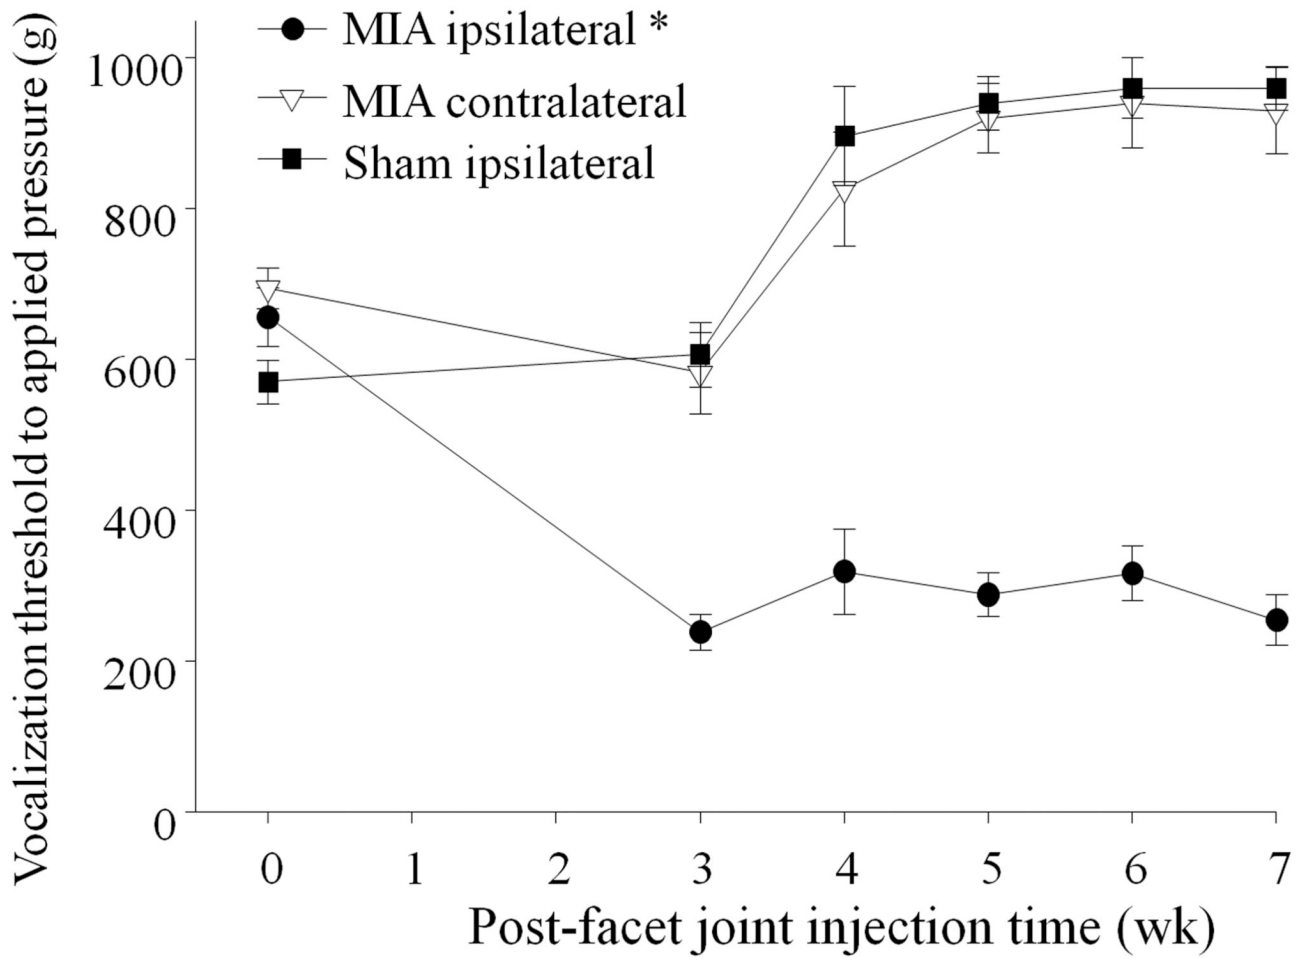 MIA ipsilateral *
MIA contralateral
Sham ipsilateral
Vocalization threshold to applied pressure (g)
1000
800
600
400
200
0
0 1 2 3 4 5 6 7
Post-facet joint injection time (wk)